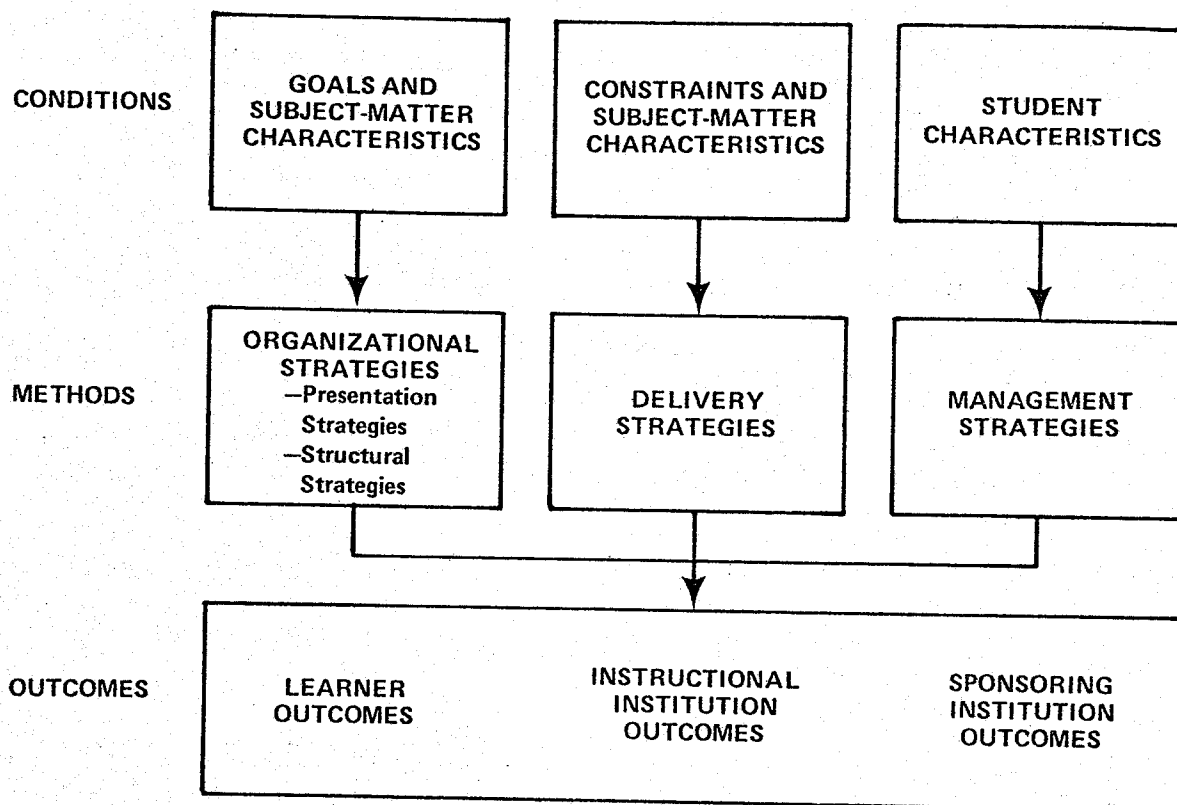 CONDITIONS
GOALS AND
SUBJECT-MATTER
CHARACTERISTICS
CONSTRAINTS AND
SUBJECT-MATTER
CHARACTERISTICS
STUDENT
CHARACTERISTICS
METHODS
ORGANIZATIONAL
STRATEGIES
—Presentation
Strategies
—Structural
Strategies
DELIVERY
STRATEGIES
MANAGEMENT
STRATEGIES
OUTCOMES
LEARNER
OUTCOMES
INSTRUCTIONAL
INSTITUTION
OUTCOMES
SPONSORING
INSTITUTION
OUTCOMES